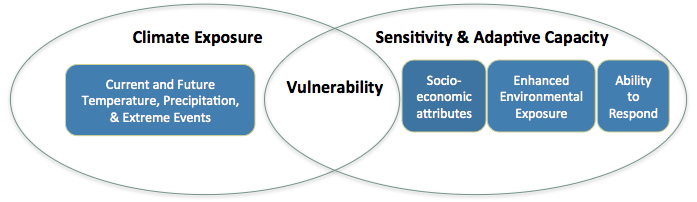 Climate Exposure
Current and Future
Temperature, Precipitation,
& Extreme Events
Vulnerability
Sensitivity & Adaptive Capacity
Socio-
economic
attributes
Enhanced
Environmental
Exposure
Ability
to
Respond